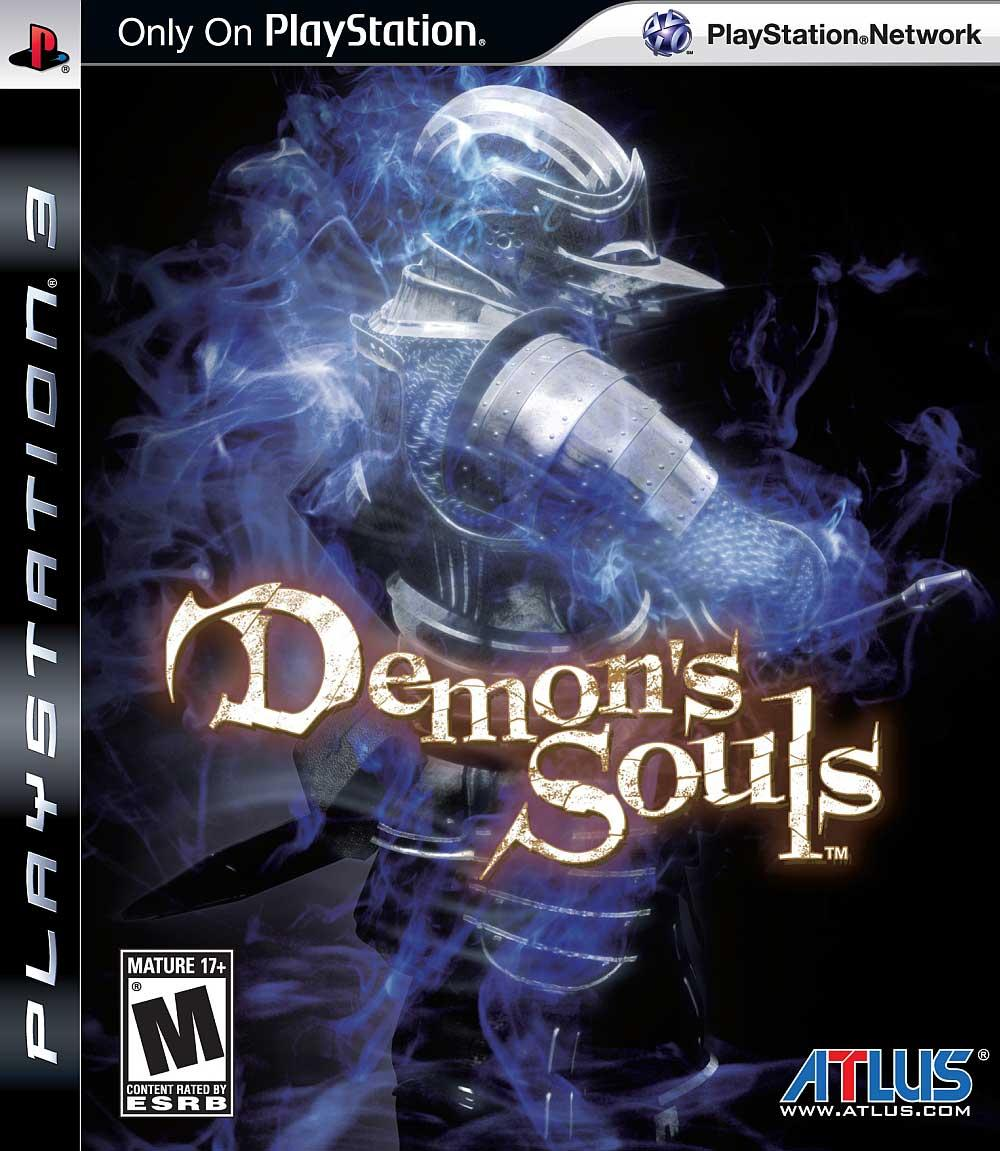 Only On PlayStation®
PlayStation®Network
PLAYSTATION® 3
Demon's
Souls™
MATURE 17+
M®
CONTENT RATED BY
ESRB
ATLUS®
WWW.ATLUS.COM